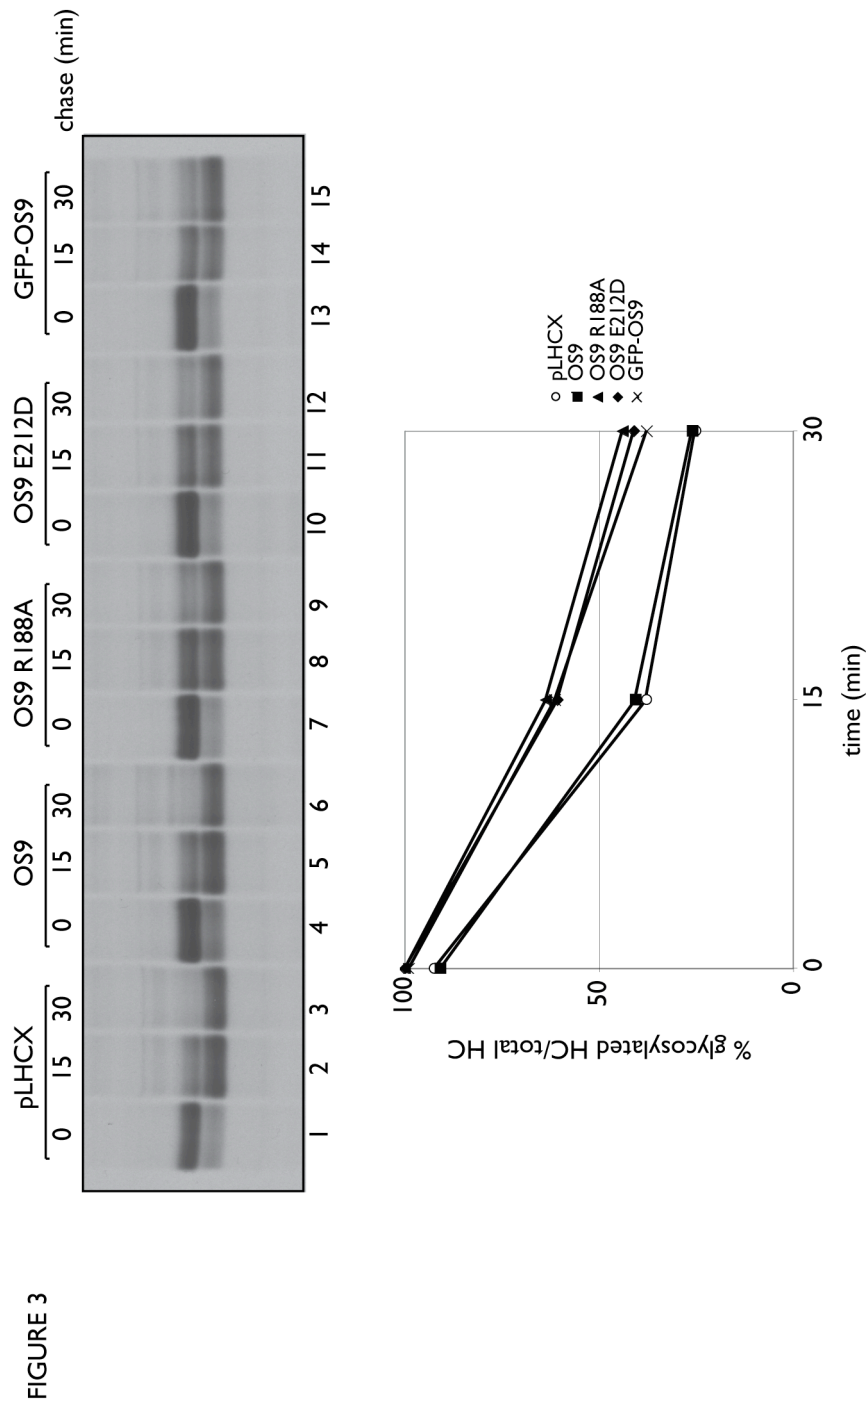 FIGURE 3
pLHCX OS9 OS9 R188A OS9 E212D GFP-OS9
0 15 30 0 15 30 0 15 30 0 15 30 0 15 30 chase (min)
1 2 3 4 5 6 7 8 9 10 11 12 13 14 15
% glycosylated HC/total HC
100
50
0
0 15 30
time (min)
pLHCX
OS9
OS9 R188A
OS9 E212D
GFP-OS9